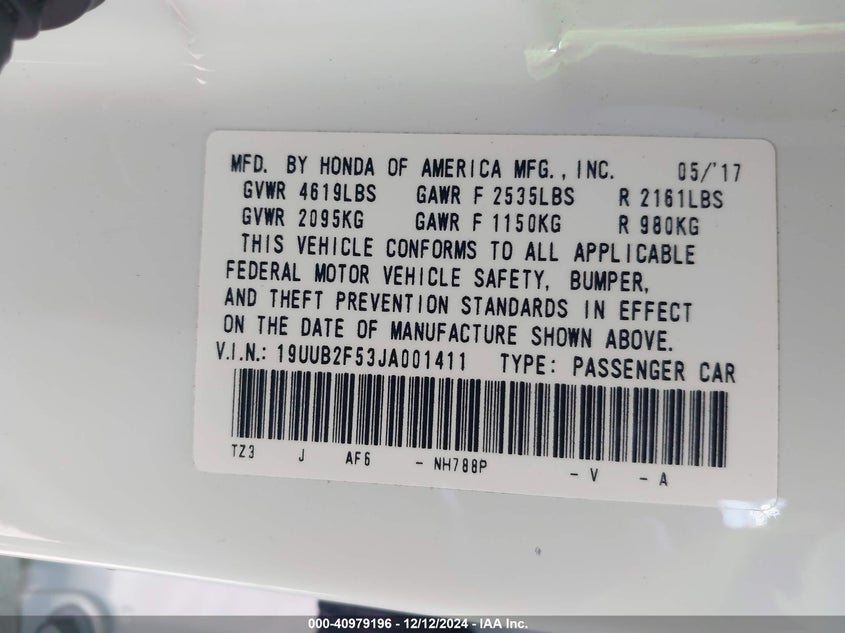 MFD. BY HONDA OF AMERICA MFG., INC. 05/'17
GVWR 4619LBS GAWR F 2535LBS R 2161LBS
GVWR 2095KG GAWR F 1150KG R 980KG
THIS VEHICLE CONFORMS TO ALL APPLICABLE
FEDERAL MOTOR VEHICLE SAFETY, BUMPER,
AND THEFT PREVENTION STANDARDS IN EFFECT
ON THE DATE OF MANUFACTURE SHOWN ABOVE.
V.I.N.: 19UUB2F53JA001411 TYPE: PASSENGER CAR
TZ3 J AF6 - NH788P - V - A
000-40979196 - 12/12/2024 - IAA Inc.